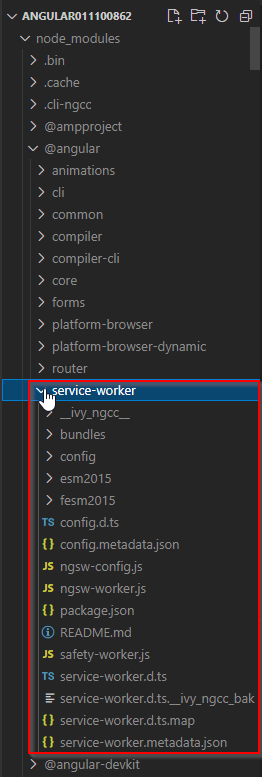 ANGULAR011100862
node_modules
.bin
.cache
.cli-ngcc
@ampproject
@angular
animations
cli
common
compiler
compiler-cli
core
forms
platform-browser
platform-browser-dynamic
router
service-worker
__ivy_ngcc__
bundles
config
esm2015
fesm2015
TS config.d.ts
{} config.metadata.json
JS ngsw-config.js
JS ngsw-worker.js
{} package.json
README.md
JS safety-worker.js
TS service-worker.d.ts
service-worker.d.ts.__ivy_ngcc_bak
{} service-worker.d.ts.map
{} service-worker.metadata.json
@angular-devkit